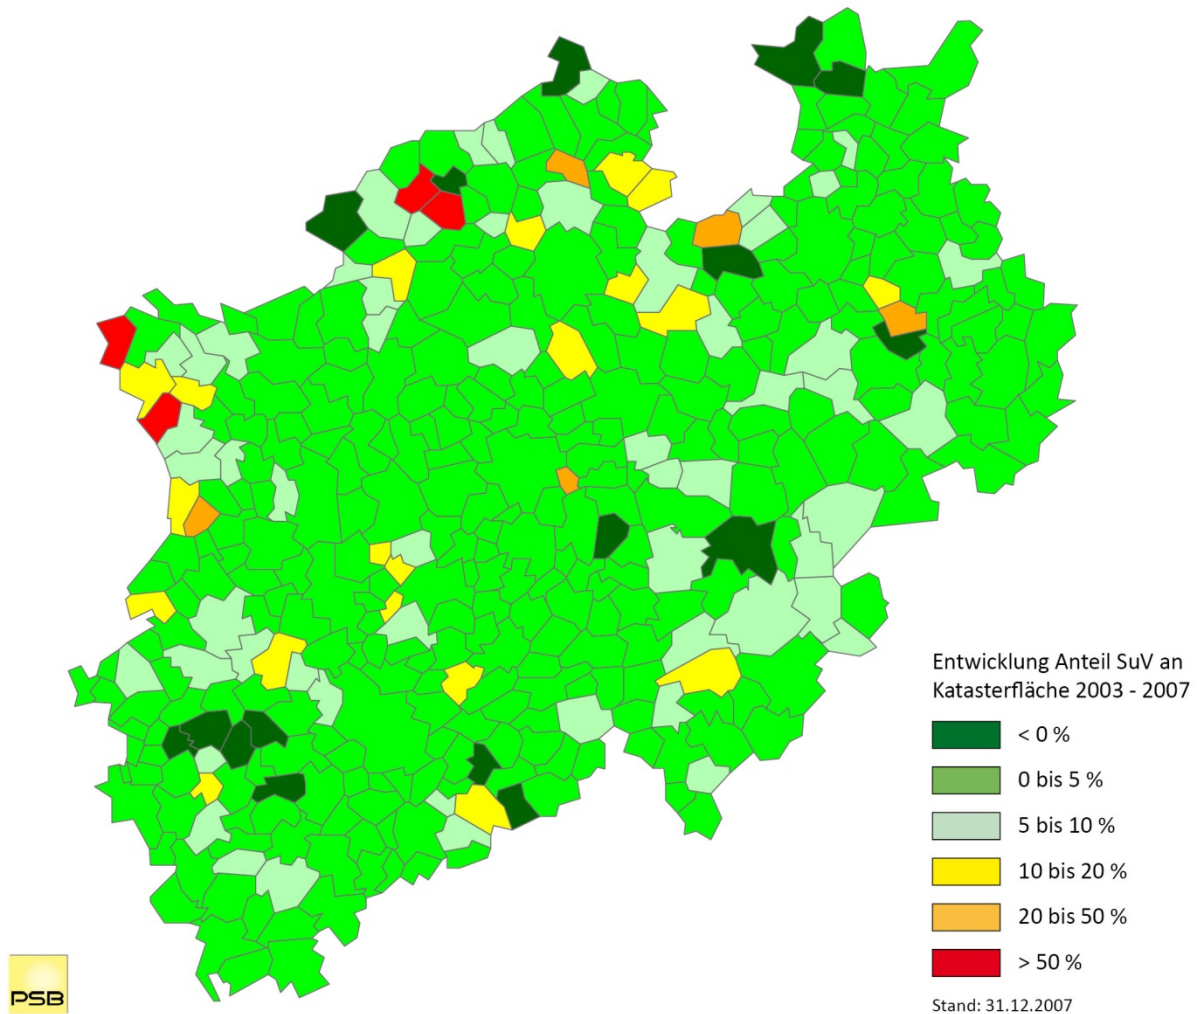 Entwicklung Anteil SuV an
Katasterfläche 2003 - 2007
< 0 %
0 bis 5 %
5 bis 10 %
10 bis 20 %
20 bis 50 %
> 50 %
Stand: 31.12.2007
PSB